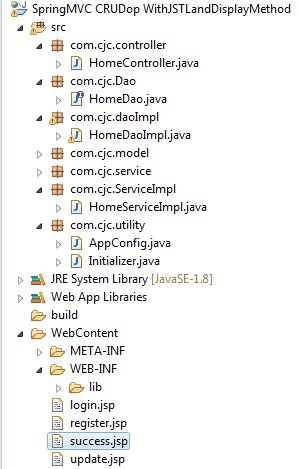 SpringMVC CRUDop WithJSTLandDisplayMethod
src
com.cjc.controller
HomeController.java
com.cjc.Dao
HomeDao.java
com.cjc.daoImpl
HomeDaoImpl.java
com.cjc.model
com.cjc.service
com.cjc.ServiceImpl
HomeServiceImpl.java
com.cjc.utility
AppConfig.java
Initializer.java
JRE System Library [JavaSE-1.8]
Web App Libraries
build
WebContent
META-INF
WEB-INF
lib
login.jsp
register.jsp
success.jsp
update.jsp